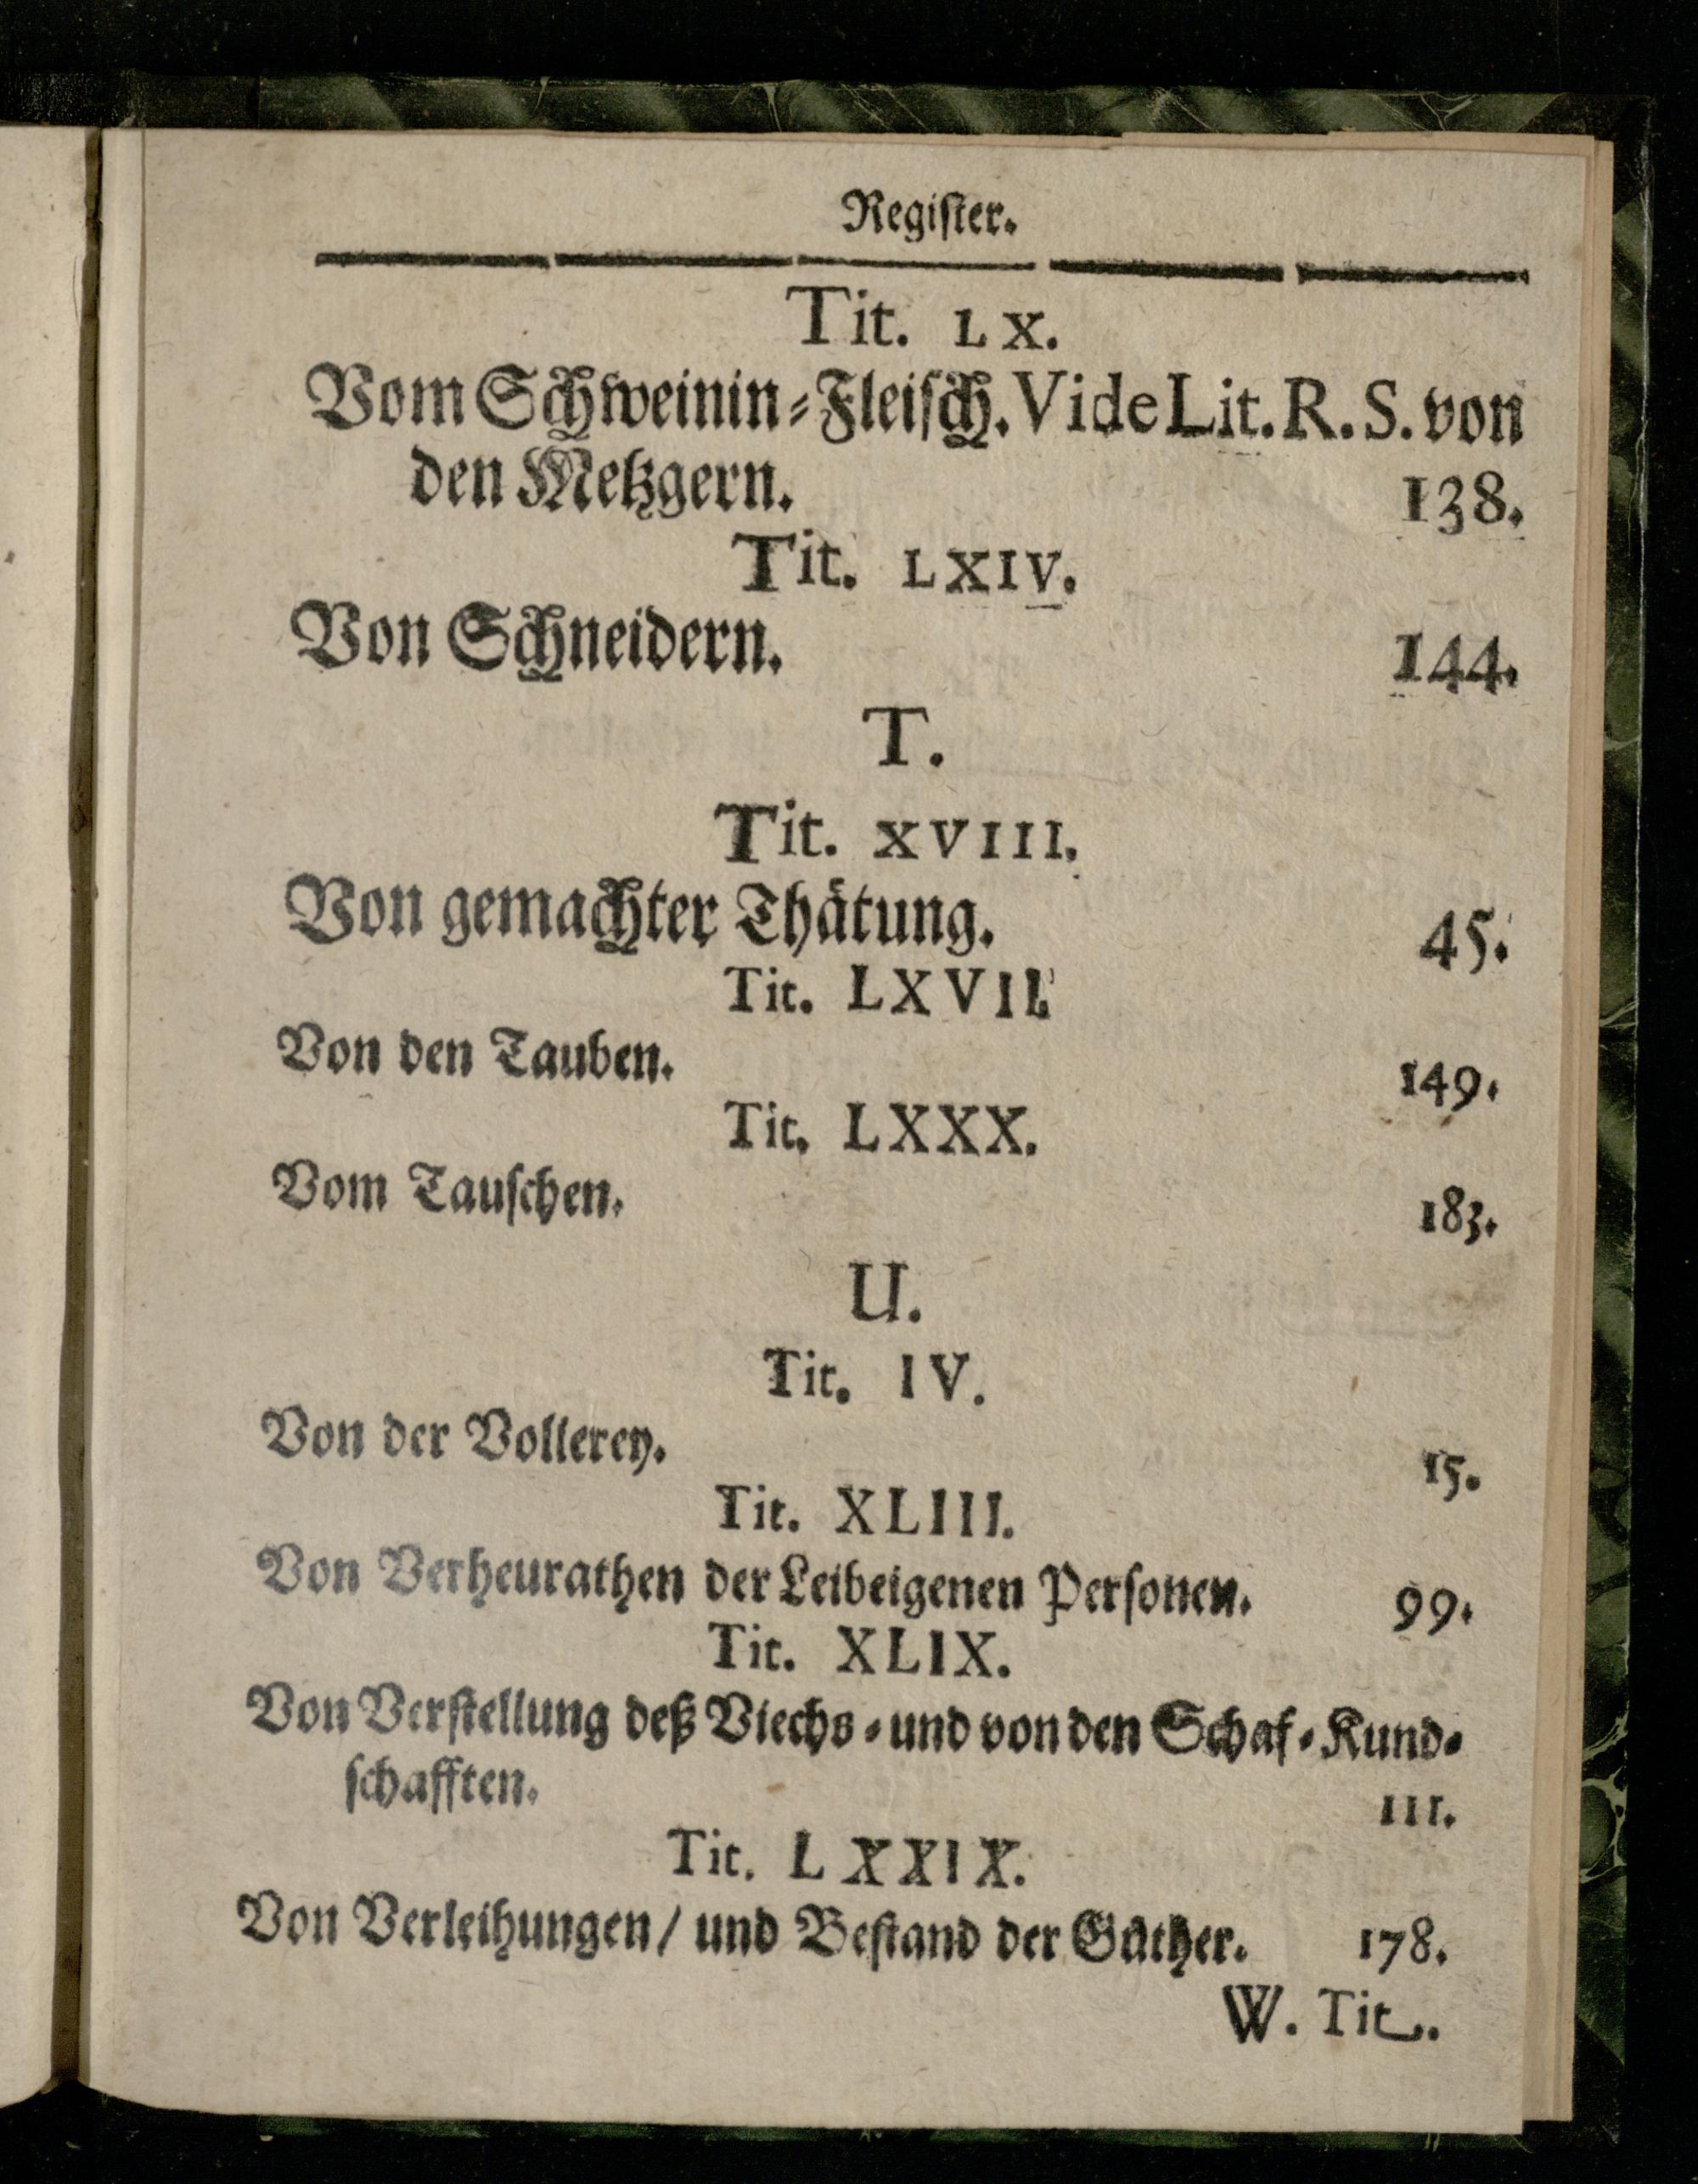 Register.
Tit. LX.
Vom Schweinin-Fleisch. Vide Lit. R. S. von
den Metzgern. 138.
Tit. LXIV.
Von Schneidern. 144.
T.
Tit. XVIII.
Von gemachter Thätung. 45.
Tit. LXVII.
Von den Tauben. 149.
Tit. LXXX.
Vom Tauschen. 183.
U.
Tit. IV.
Von der Vollerey. 15.
Tit. XLIII.
Von Verheurathen der Leibeigenen Personen. 99.
Tit. XLIX.
Von Verstellung deß Viechs- und von den Schaf-Kund-
schafften. 111.
Tit. LXXIX.
Von Verleihungen/ und Bestand der Güther. 178.
W. Tit.